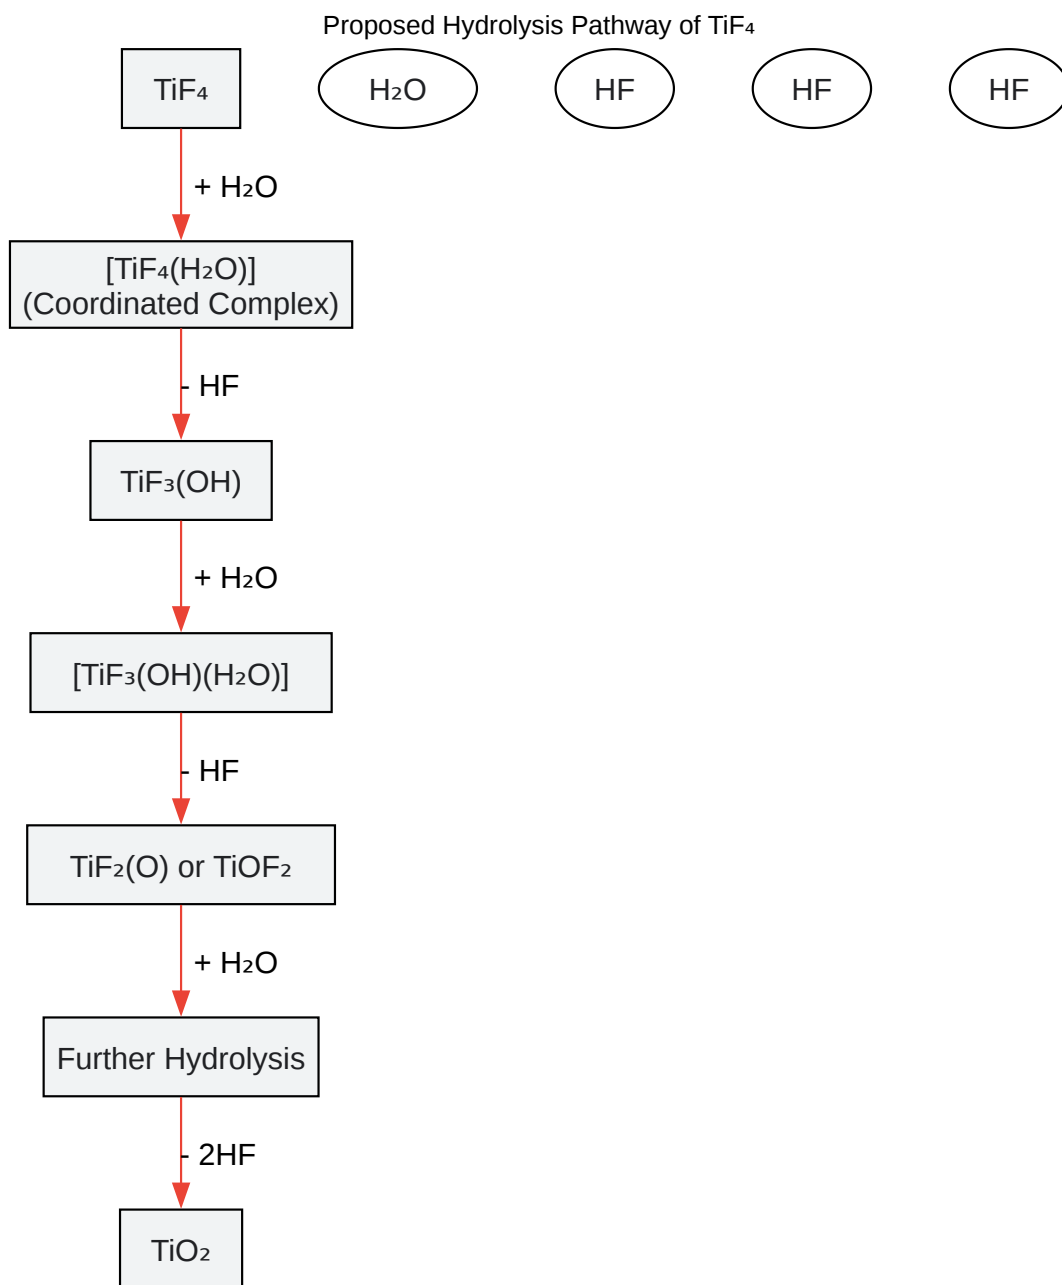 Proposed Hydrolysis Pathway of TiF₄
TiF₄
H₂O
HF
HF
HF
+ H₂O
[TiF₄(H₂O)]
(Coordinated Complex)
- HF
TiF₃(OH)
+ H₂O
[TiF₃(OH)(H₂O)]
- HF
TiF₂(O) or TiOF₂
+ H₂O
Further Hydrolysis
- 2HF
TiO₂